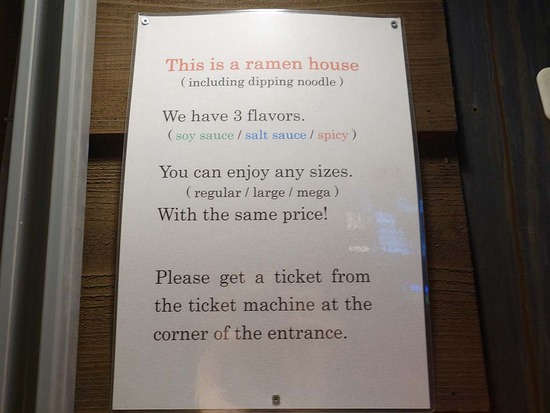 This is a ramen house
( including dipping noodle )
We have 3 flavors.
( soy sauce / salt sauce / spicy )
You can enjoy any sizes.
( regular / large / mega )
With the same price!
Please get a ticket from
the ticket machine at the
corner of the entrance.